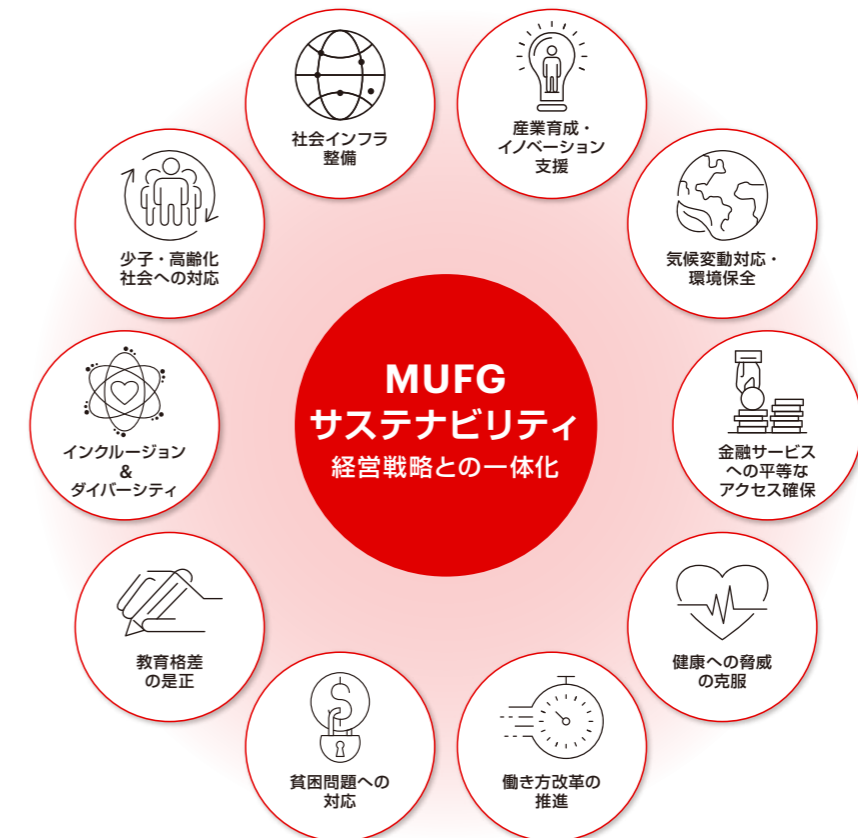 社会インフラ
整備
産業育成・
イノベーション
支援
気候変動対応・
環境保全
金融サービス
への平等な
アクセス確保
健康への脅威
の克服
働き方改革の
推進
貧困問題への
対応
教育格差
の是正
インクルージョン
&
ダイバーシティ
少子・高齢化
社会への対応
MUFG
サステナビリティ
経営戦略との一体化